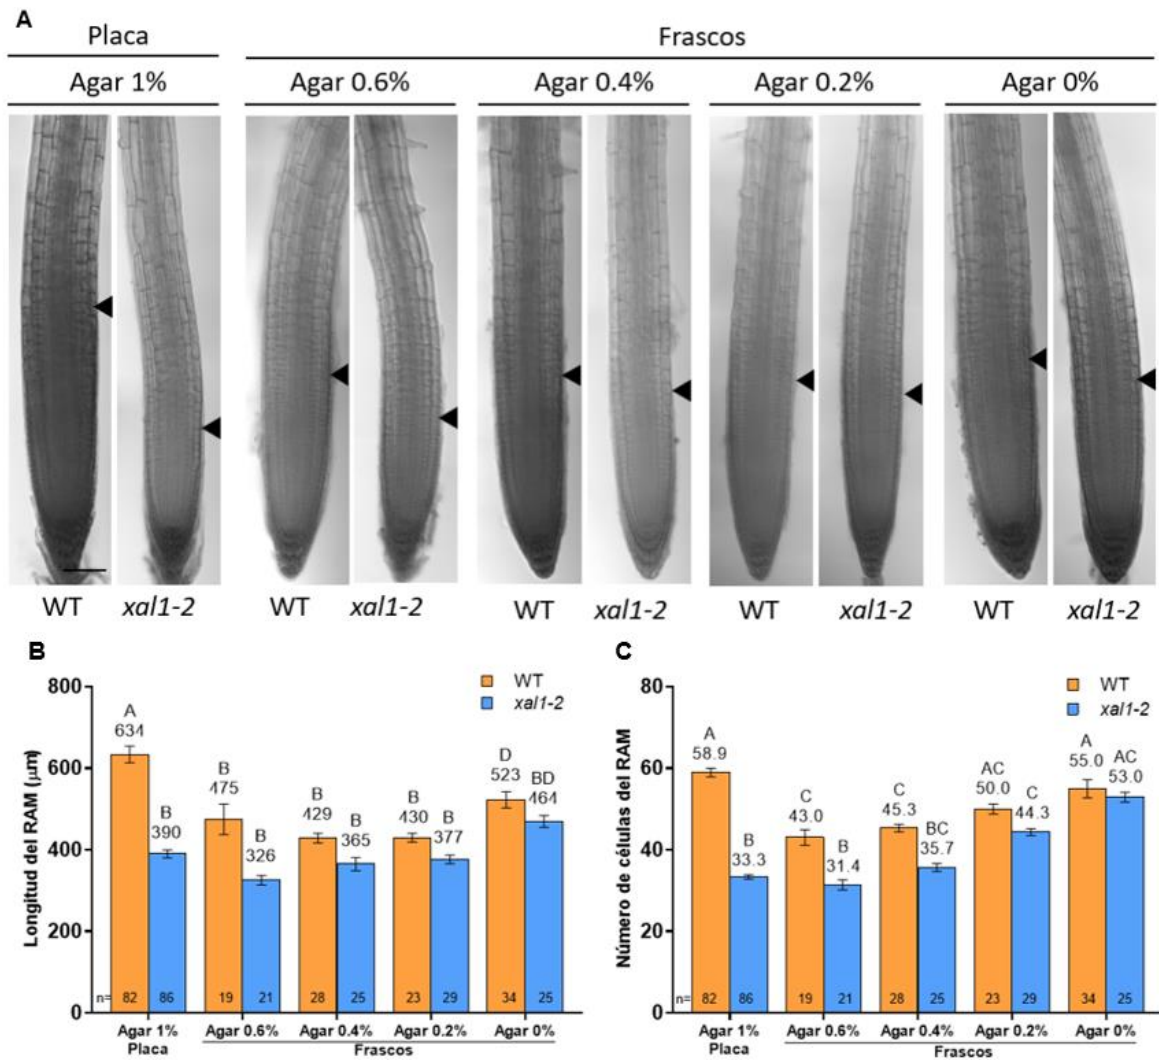 A
Placa
Frascos
Agar 1%
Agar 0.6%
Agar 0.4%
Agar 0.2%
Agar 0%
WT
xal1-2
WT
xal1-2
WT
xal1-2
WT
xal1-2
WT
xal1-2
B
Longitud del RAM (μm)
800
600
400
200
0
WT
xal1-2
A
634
B
390
B
475
B
326
B
429
B
365
B
430
B
377
D
523
BD
464
n=
82
86
19
21
28
25
23
29
34
25
Agar 1%
Placa
Agar 0.6%
Agar 0.4%
Agar 0.2%
Agar 0%
Frascos
C
Número de células del RAM
80
60
40
20
0
WT
xal1-2
A
58.9
B
33.3
C
43.0
B
31.4
C
45.3
BC
35.7
AC
50.0
C
44.3
A
55.0
AC
53.0
n=
82
86
19
21
28
25
23
29
34
25
Agar 1%
Placa
Agar 0.6%
Agar 0.4%
Agar 0.2%
Agar 0%
Frascos